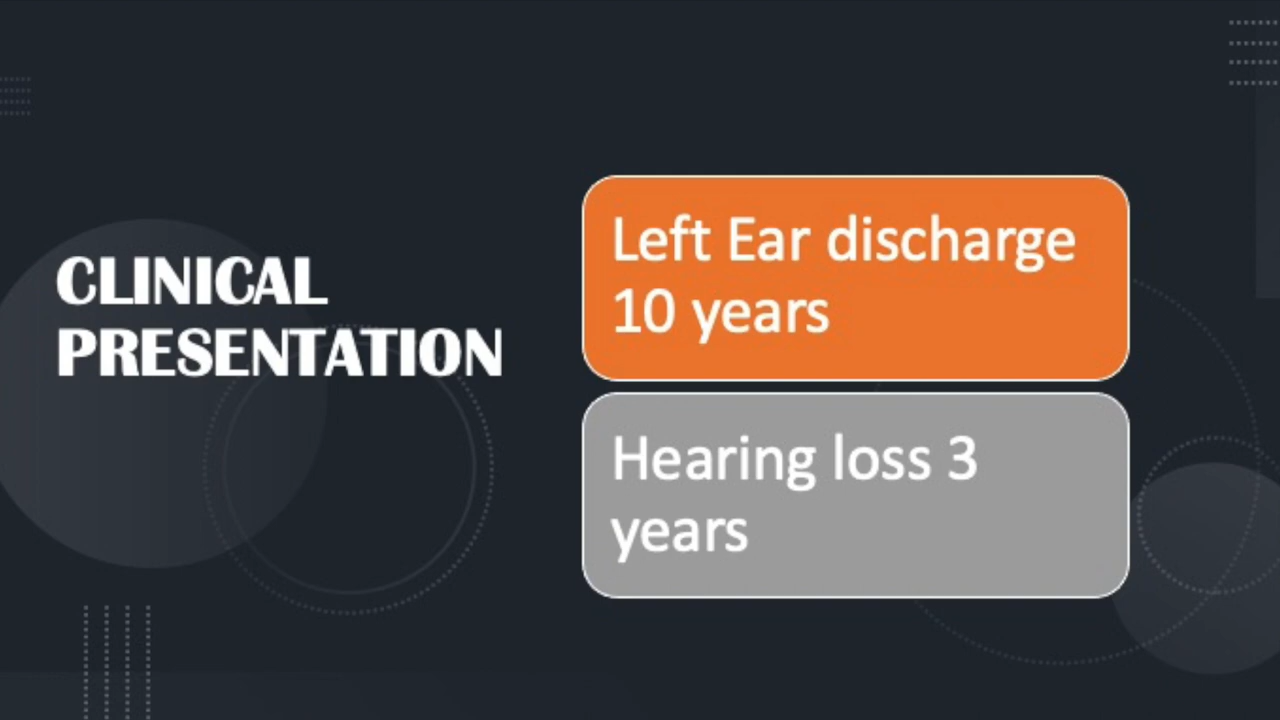 CLINICAL
PRESENTATION
Left Ear discharge
10 years
Hearing loss 3
years